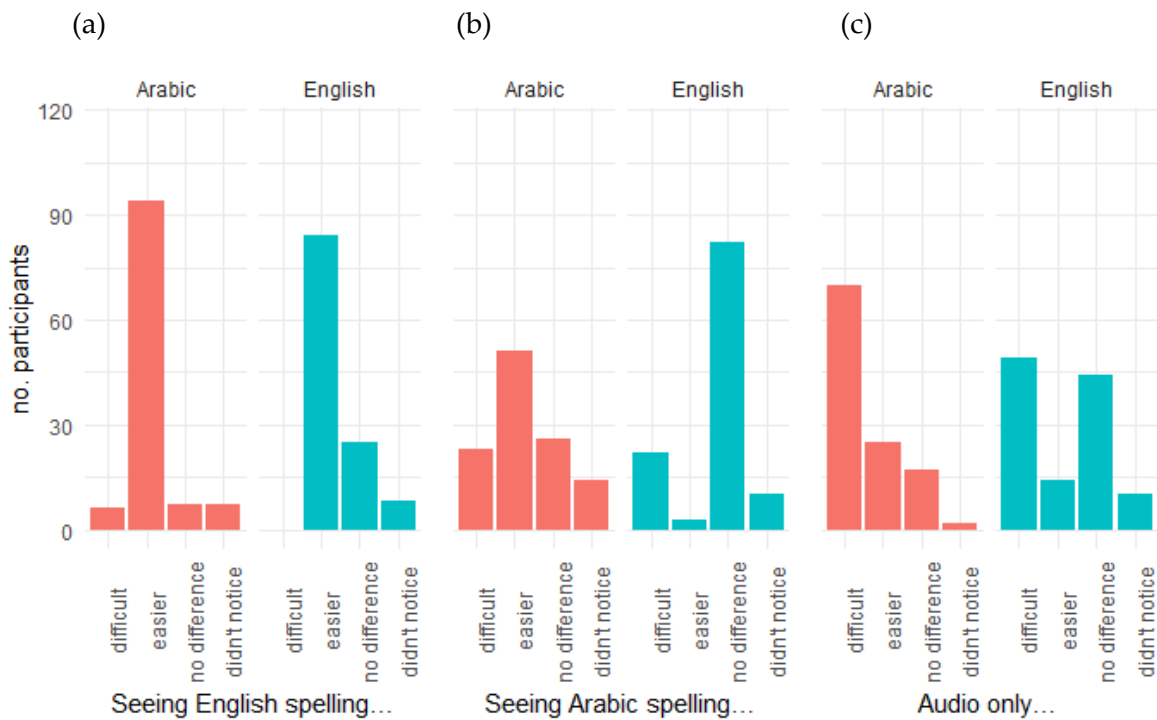 (a) (b) (c)
Arabic English Arabic English Arabic English
120
90
60
30
0
no. participants
difficult easier no difference didn't notice difficult easier no difference didn't notice difficult easier no difference didn't notice difficult easier no difference didn't notice difficult easier no difference didn't notice difficult easier no difference didn't notice
Seeing English spelling… Seeing Arabic spelling… Audio only…